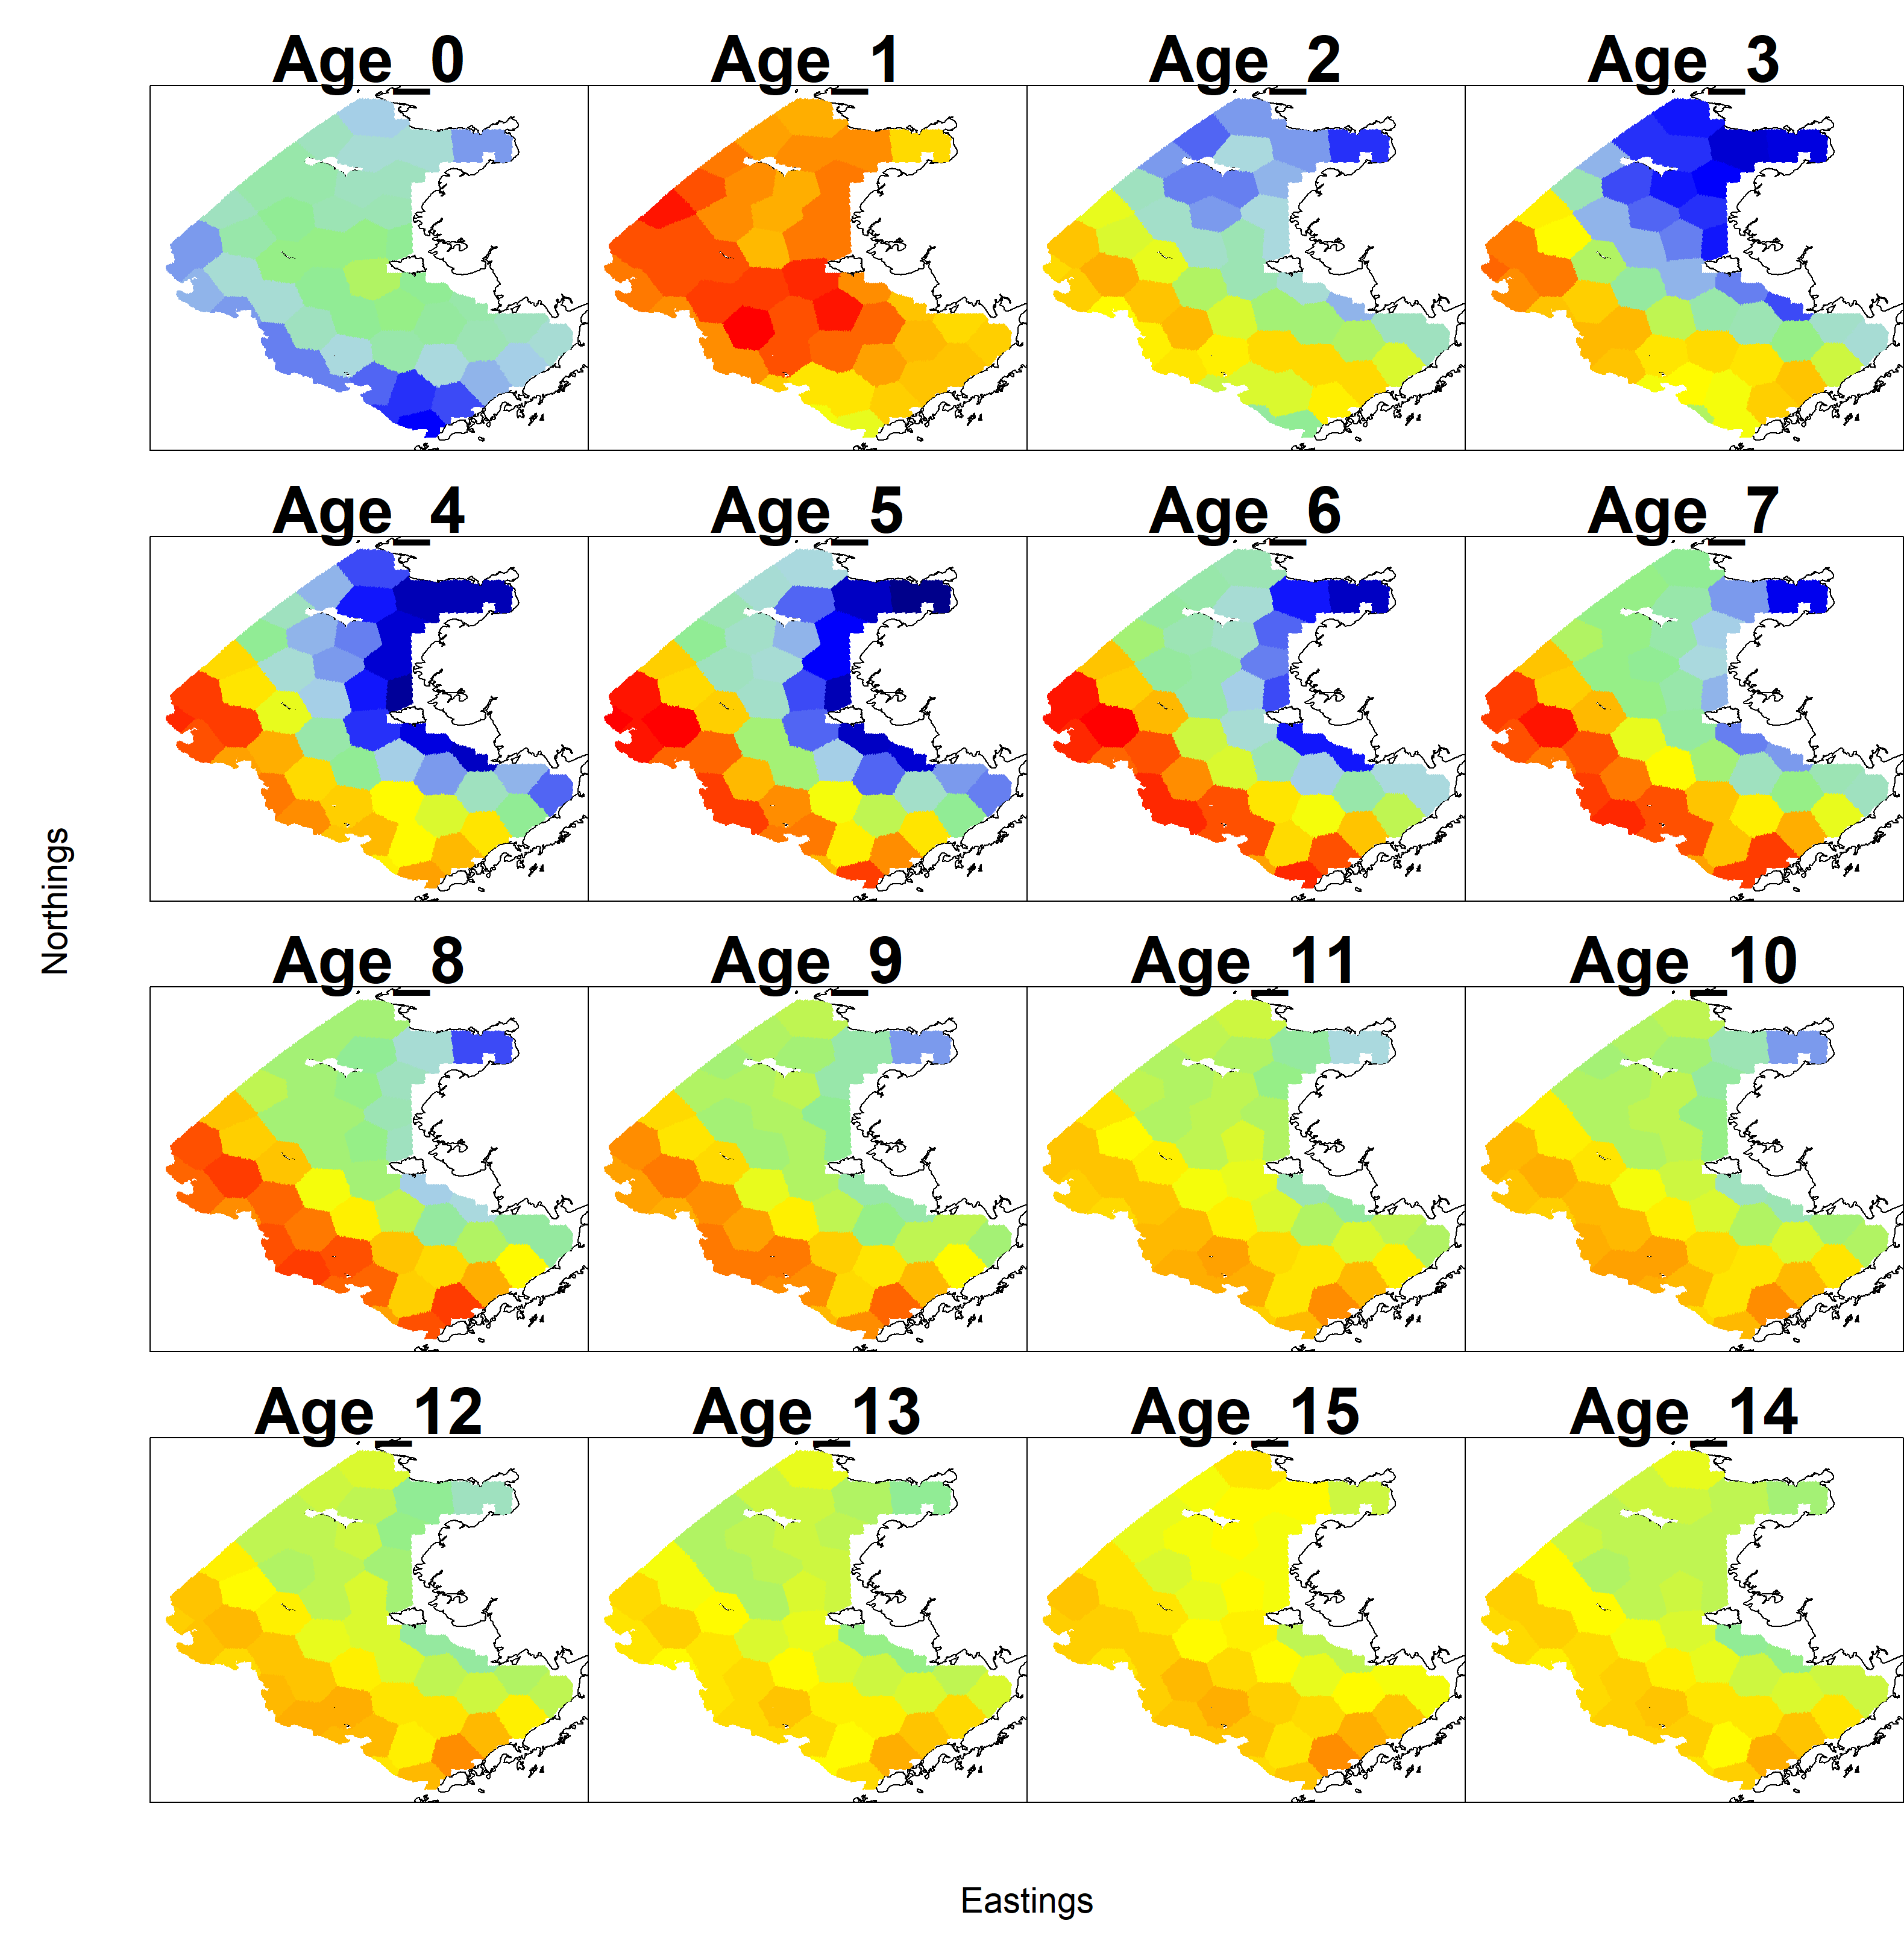 Age_0 Age_1 Age_2 Age_3
Age_4 Age_5 Age_6 Age_7
Northings
Age_8 Age_9 Age_11 Age_10
Age_12 Age_13 Age_15 Age_14
Eastings